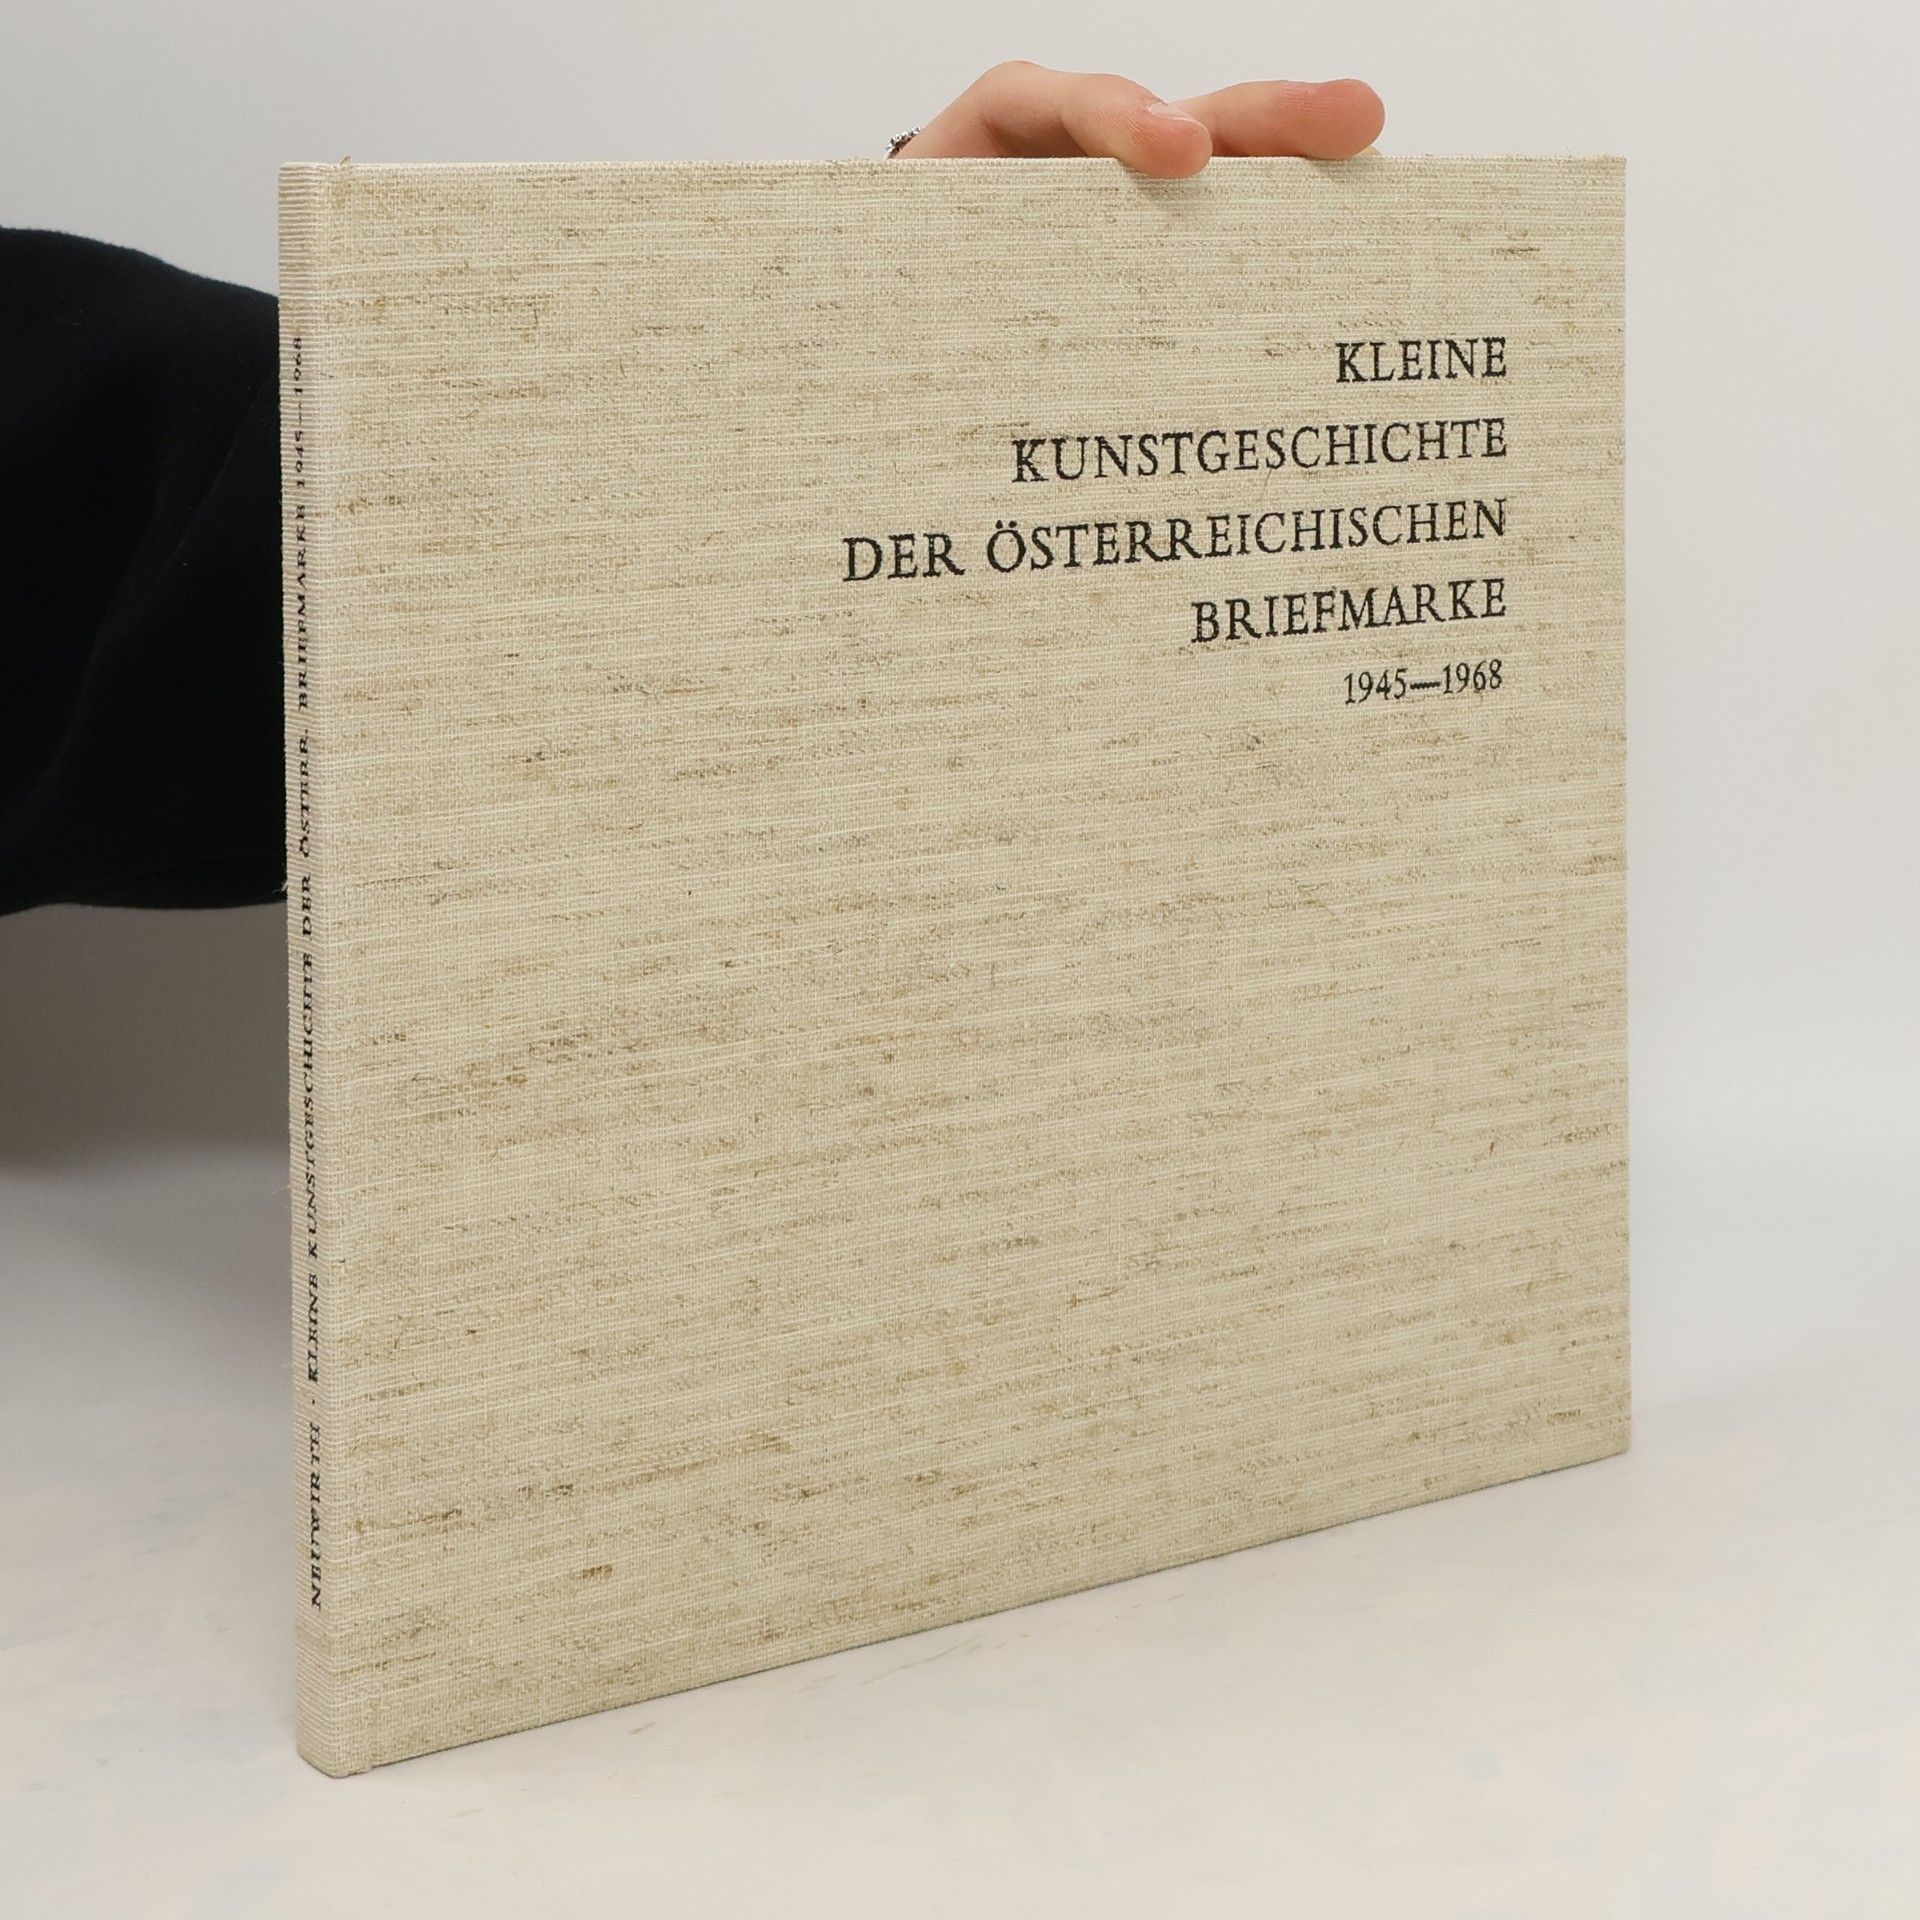 KLEINE
KUNSTGESCHICHTE
DER ÖSTERREICHISCHEN
BRIEFMARKE
1945—1968
NEUWIRTH · KLEINE KUNSTGESCHICHTE DER ÖSTERR. BRIEFMARKE 1945—1968